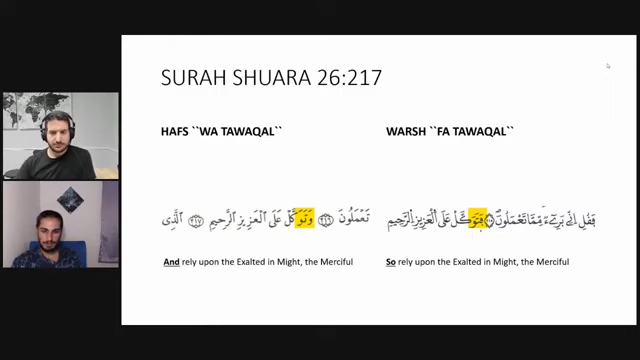 SURAH SHUARA 26:217
HAFS ``WA TAWAQAL``
WARSH ``FA TAWAQAL``
تَعْمَلُونَ ٢١٦ وَتَوَكَّلْ عَلَى الْعَزِيزِ الرَّحِيمِ ٢١٧ الَّذِي
فَقُلِ اِنِّے بَرِےٓءٞ مِّمَّا تَعْمَلُونَ فَتَوَكَّلْ عَلَى اَلْعَزِيزِ اِلرَّحِيمِ
And rely upon the Exalted in Might, the Merciful
So rely upon the Exalted in Might, the Merciful